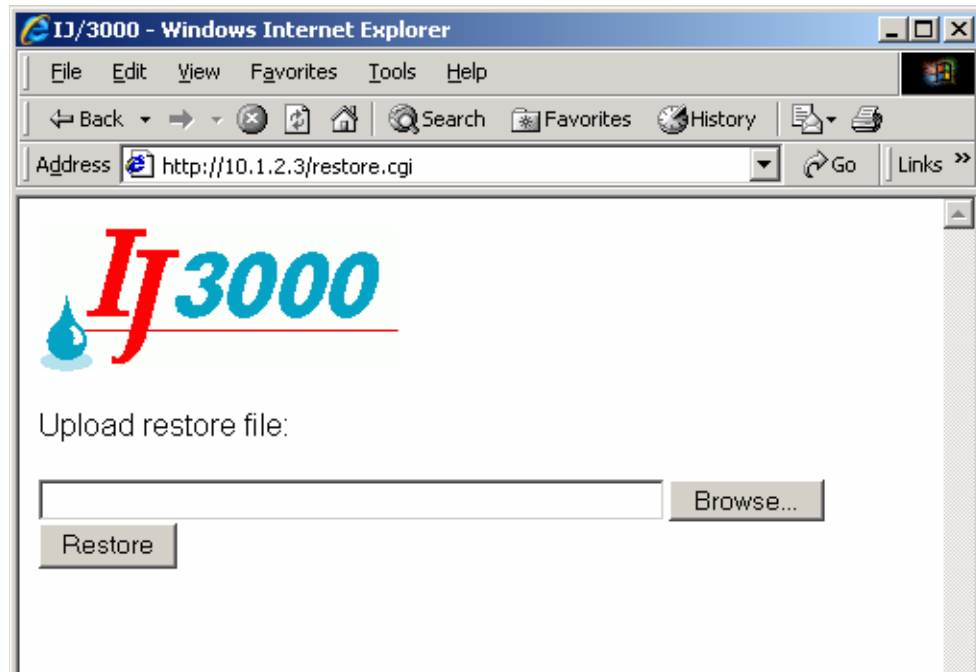 IJ/3000 - Windows Internet Explorer
File Edit View Favorites Tools Help
Back Search Favorites History
Address http://10.1.2.3/restore.cgi Go Links »
IJ3000
Upload restore file:
Browse...
Restore